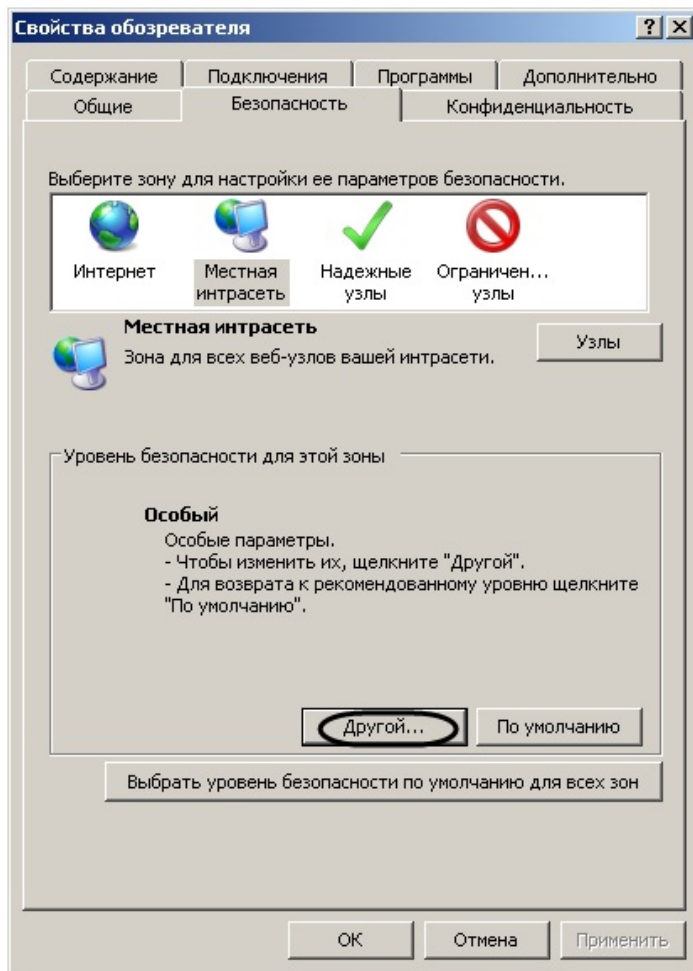 Свойства обозревателя
Содержание Подключения Программы Дополнительно
Общие Безопасность Конфиденциальность
Выберите зону для настройки ее параметров безопасности.
Интернет Местная интрасеть Надежные узлы Ограничен... узлы
Местная интрасеть
Зона для всех веб-узлов вашей интрасети.
Узлы
Уровень безопасности для этой зоны
Особый
Особые параметры.
- Чтобы изменить их, щелкните "Другой".
- Для возврата к рекомендованному уровню щелкните
"По умолчанию".
Другой... По умолчанию
Выбрать уровень безопасности по умолчанию для всех зон
ОК Отмена Применить